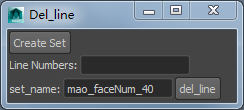 Del_line
Create Set
Line Numbers:
set_name: mao_faceNum_40 del_line